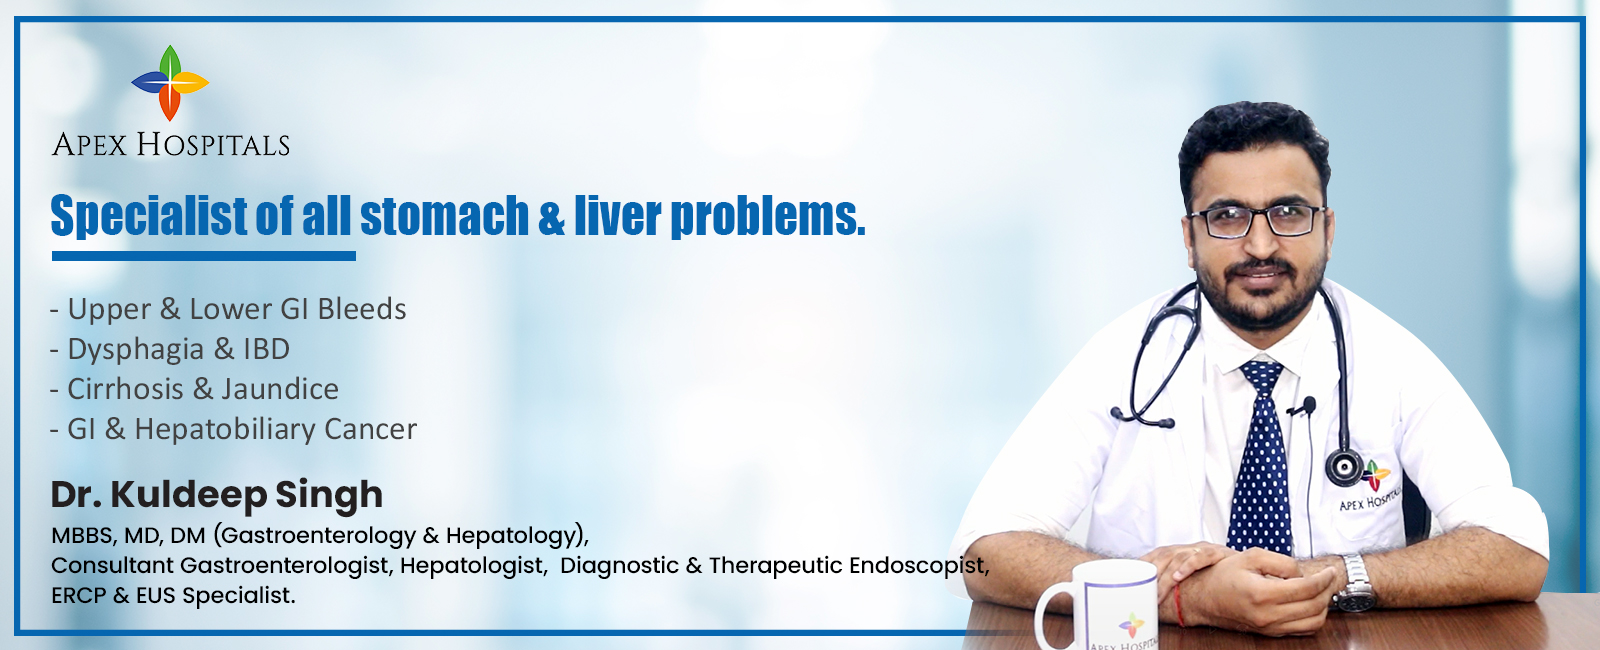 APEX HOSPITALS
Specialist of all stomach & liver problems.
- Upper & Lower GI Bleeds
- Dysphagia & IBD
- Cirrhosis & Jaundice
- GI & Hepatobiliary Cancer
Dr. Kuldeep Singh
MBBS, MD, DM (Gastroenterology & Hepatology),
Consultant Gastroenterologist, Hepatologist,  Diagnostic & Therapeutic Endoscopist,
ERCP & EUS Specialist.
APEX HOSPITALS
APEX HOSPITA